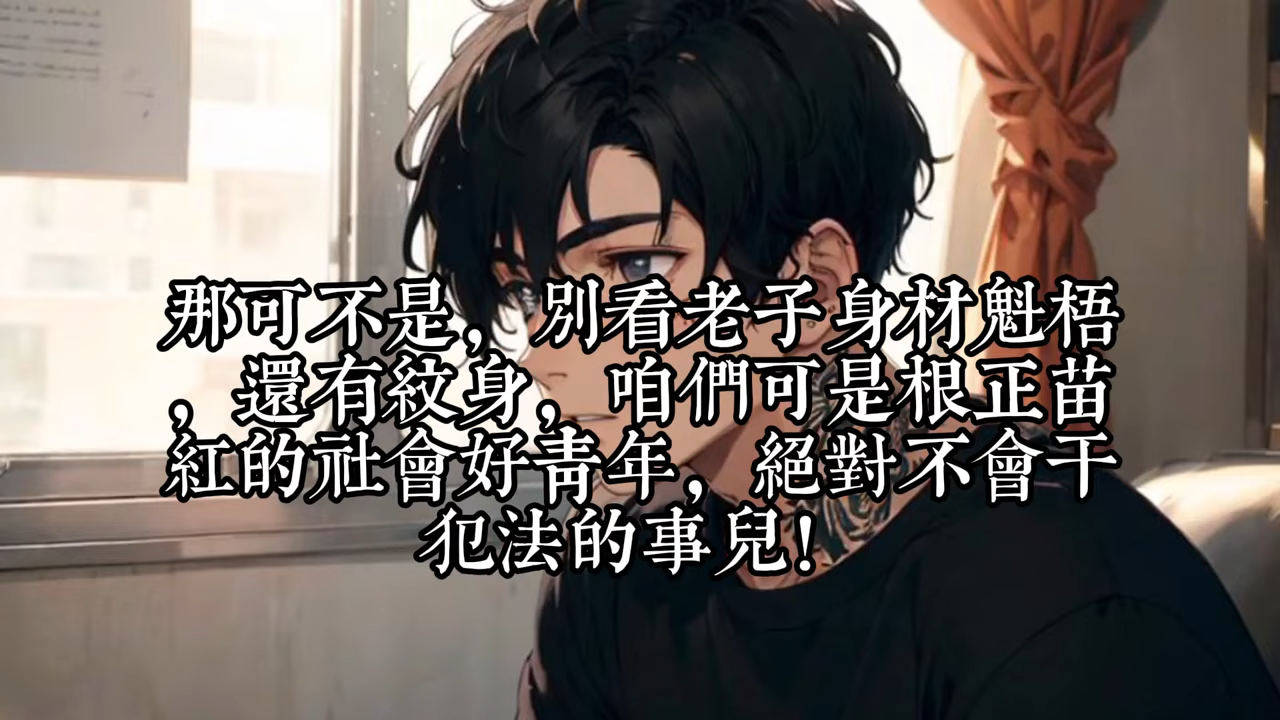 那可不是，別看老子身材魁梧
，還有紋身，咱們可是根正苗
紅的社會好青年，絕對不會干
犯法的事兒！